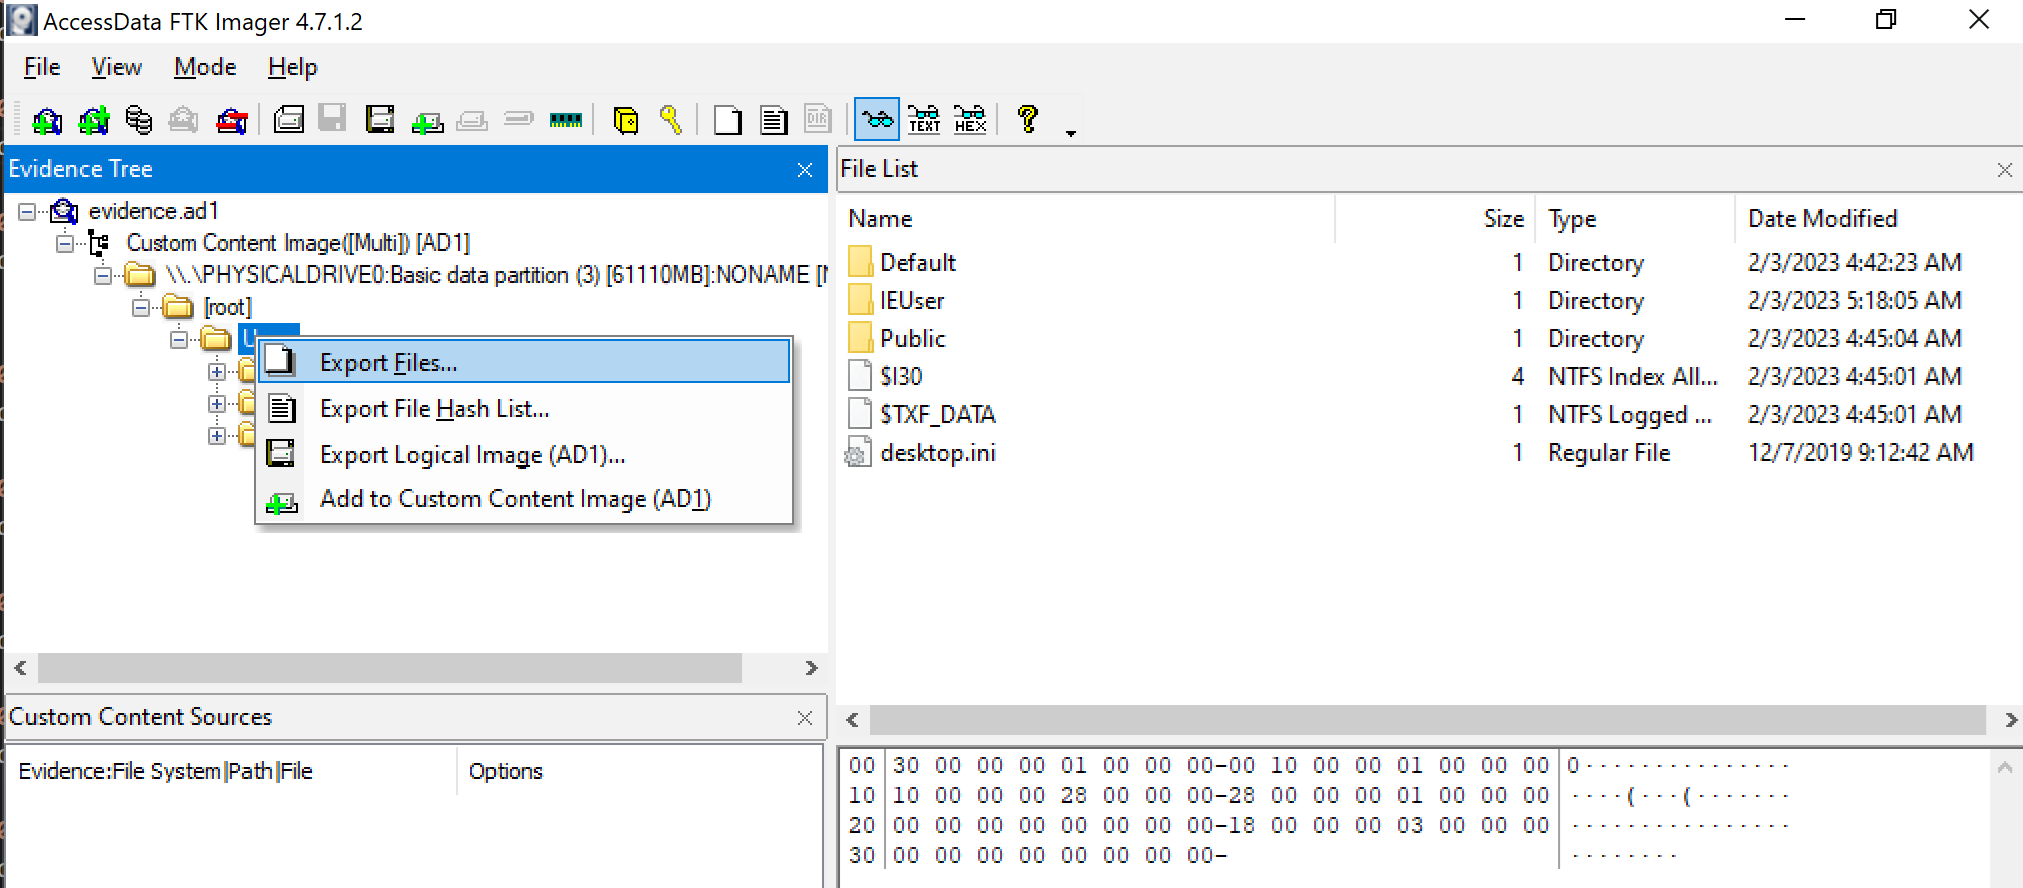 AccessData FTK Imager 4.7.1.2
File View Mode Help
DIR TEXT HEX ?
Evidence Tree
evidence.ad1
Custom Content Image([Multi]) [AD1]
\\.\PHYSICALDRIVE0:Basic data partition (3) [61110MB]:NONAME
[root]
Export Files...
Export File Hash List...
Export Logical Image (AD1)...
Add to Custom Content Image (AD1)
Custom Content Sources
Evidence:File System|Path|File Options
File List
Name Size Type Date Modified
Default 1 Directory 2/3/2023 4:42:23 AM
IEUser 1 Directory 2/3/2023 5:18:05 AM
Public 1 Directory 2/3/2023 4:45:04 AM
$I30 4 NTFS Index All... 2/3/2023 4:45:01 AM
$TXF_DATA 1 NTFS Logged ... 2/3/2023 4:45:01 AM
desktop.ini 1 Regular File 12/7/2019 9:12:42 AM
00 30 00 00 00 01 00 00 00-00 10 00 00 01 00 00 00 0···············
10 10 00 00 00 28 00 00 00-28 00 00 00 01 00 00 00 ····(···(·······
20 00 00 00 00 00 00 00 00-18 00 00 00 03 00 00 00 ················
30 00 00 00 00 00 00 00 00- ········